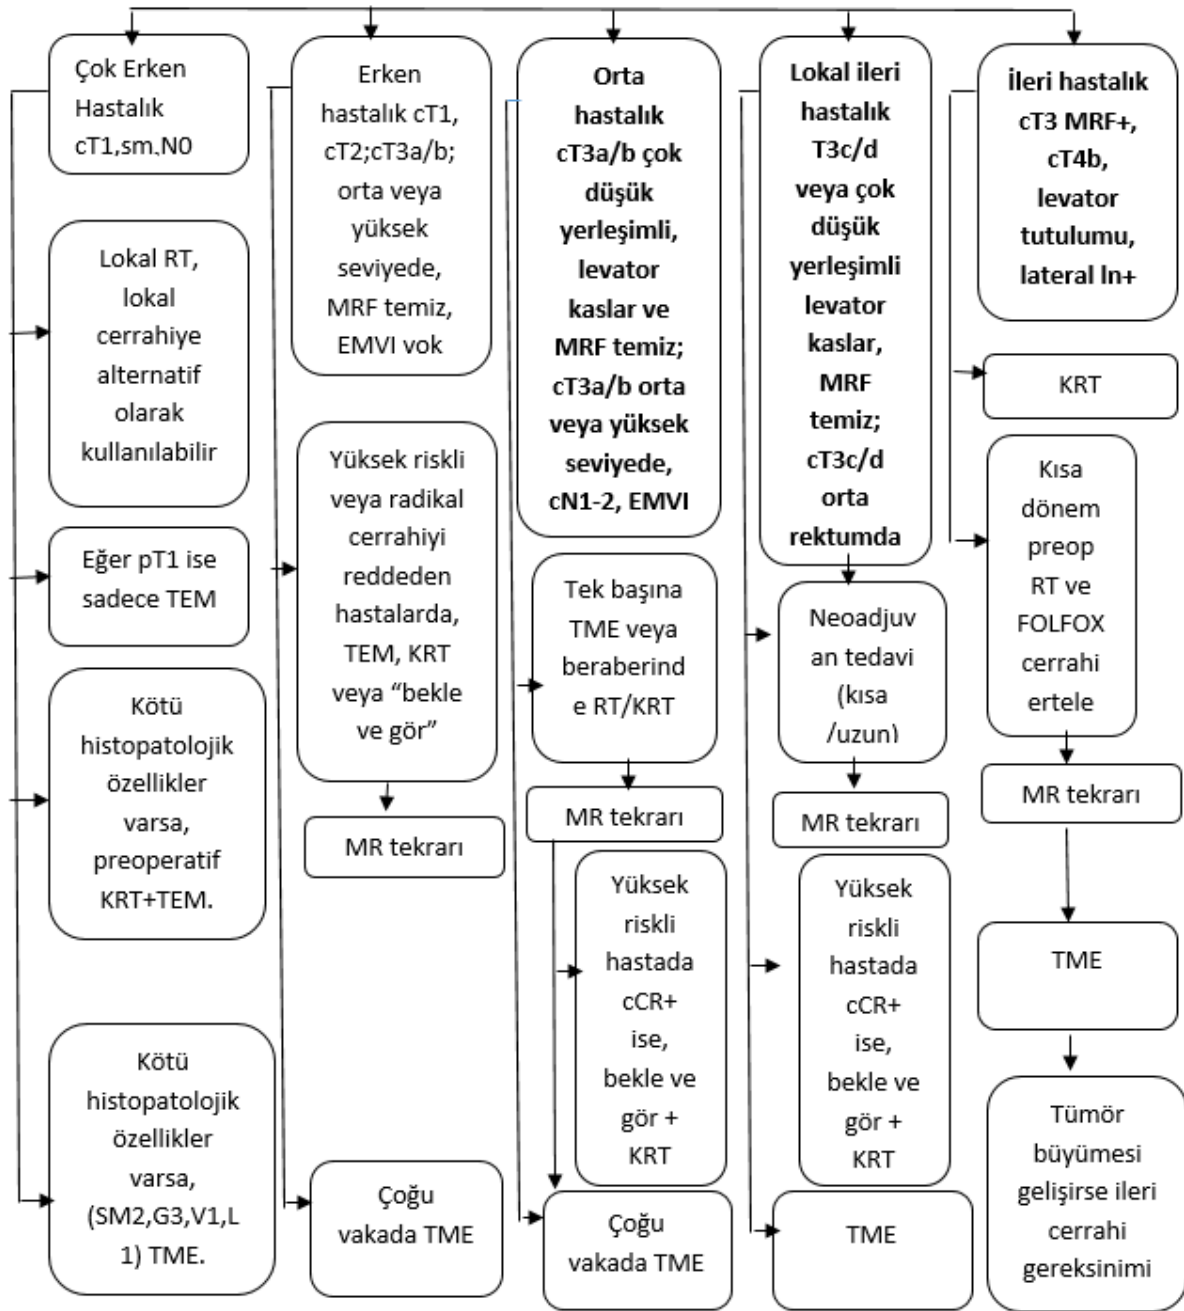 Çok Erken
Hastalık
cT1,sm,N0
Lokal RT,
lokal
cerrahiye
alternatif
olarak
kullanılabilir
Eğer pT1 ise
sadece TEM
Kötü
histopatolojik
özellikler
varsa,
preoperatif
KRT+TEM.
Kötü
histopatolojik
özellikler
varsa,
(SM2,G3,V1,L
1) TME.
Erken
hastalık cT1,
cT2;cT3a/b;
orta veya
yüksek
seviyede,
MRF temiz,
EMVI yok
Yüksek riskli
veya radikal
cerrahiyi
reddeden
hastalarda,
TEM, KRT
veya “bekle
ve gör”
MR tekrarı
Çoğu
vakada TME
Orta
hastalık
cT3a/b çok
düşük
yerleşimli,
levator
kaslar ve
MRF temiz;
cT3a/b orta
veya yüksek
seviyede,
cN1-2, EMVI
Tek başına
TME veya
beraberind
e RT/KRT
MR tekrarı
Yüksek
riskli
hastada
cCR+
ise,
bekle ve
gör +
KRT
Çoğu
vakada TME
Lokal ileri
hastalık
T3c/d
veya çok
düşük
yerleşimli
levator
kaslar,
MRF
temiz;
cT3c/d
orta
rektumda
Neoadjuv
an tedavi
(kısa
/uzun)
MR tekrarı
Yüksek
riskli
hastada
cCR+
ise,
bekle ve
gör +
KRT
TME
İleri hastalık
cT3 MRF+,
cT4b,
levator
tutulumu,
lateral ln+
KRT
Kısa
dönem
preop
RT ve
FOLFOX
cerrahi
ertele
MR tekrarı
TME
Tümör
büyümesi
gelişirse ileri
cerrahi
gereksinimi